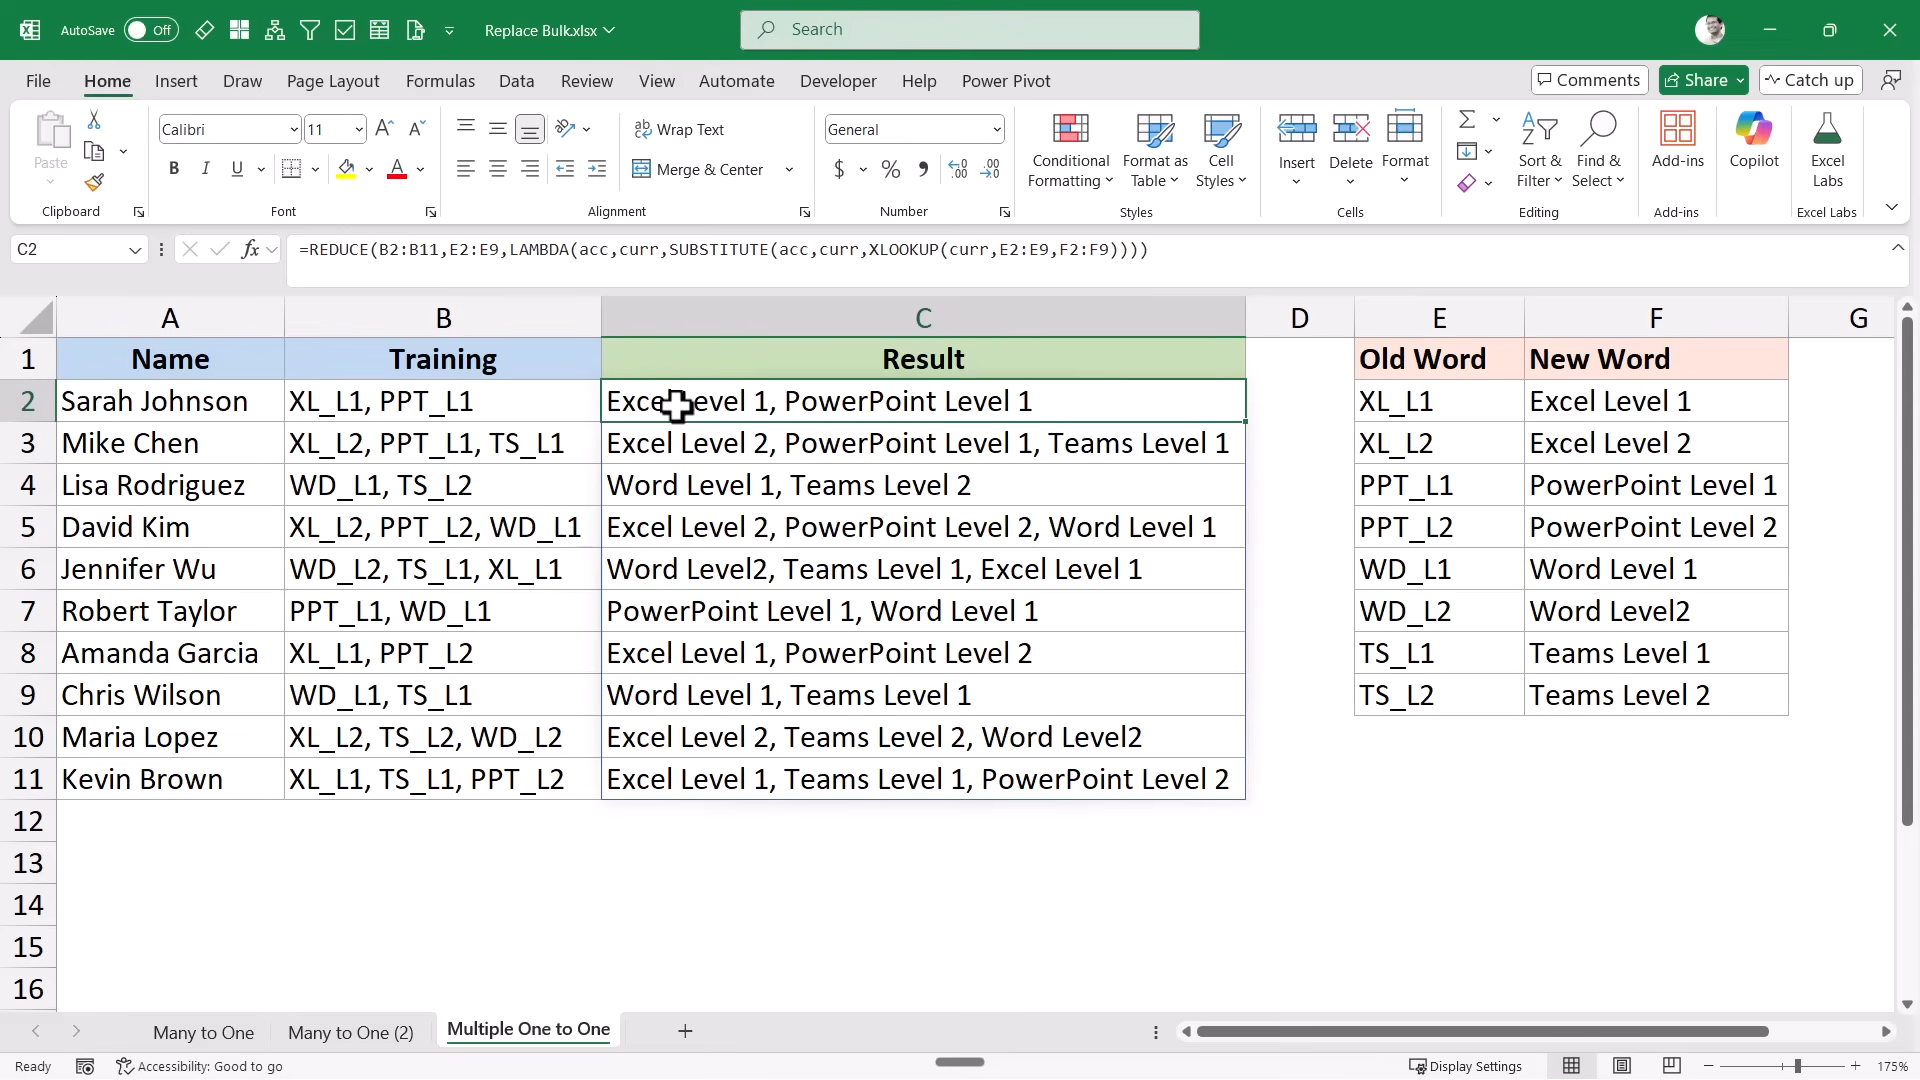 AutoSave Off Replace Bulk.xlsx Search
File Home Insert Draw Page Layout Formulas Data Review View Automate Developer Help Power Pivot Comments Share Catch up
Paste
Clipboard
Calibri 11
B I U A
Font
Wrap Text
Merge & Center
Alignment
General
$ % 9 .00 .00
Number
Conditional Formatting
Format as Table
Cell Styles
Styles
Insert Delete Format
Cells
Sort & Filter
Find & Select
Editing
Add-ins
Add-ins
Copilot
Excel Labs
Excel Labs
C2 fx =REDUCE(B2:B11,E2:E9,LAMBDA(acc,curr,SUBSTITUTE(acc,curr,XLOOKUP(curr,E2:E9,F2:F9))))
A B C D E F G
1 Name Training Result Old Word New Word
2 Sarah Johnson XL_L1, PPT_L1 Excel Level 1, PowerPoint Level 1 XL_L1 Excel Level 1
3 Mike Chen XL_L2, PPT_L1, TS_L1 Excel Level 2, PowerPoint Level 1, Teams Level 1 XL_L2 Excel Level 2
4 Lisa Rodriguez WD_L1, TS_L2 Word Level 1, Teams Level 2 PPT_L1 PowerPoint Level 1
5 David Kim XL_L2, PPT_L2, WD_L1 Excel Level 2, PowerPoint Level 2, Word Level 1 PPT_L2 PowerPoint Level 2
6 Jennifer Wu WD_L2, TS_L1, XL_L1 Word Level2, Teams Level 1, Excel Level 1 WD_L1 Word Level 1
7 Robert Taylor PPT_L1, WD_L1 PowerPoint Level 1, Word Level 1 WD_L2 Word Level2
8 Amanda Garcia XL_L1, PPT_L2 Excel Level 1, PowerPoint Level 2 TS_L1 Teams Level 1
9 Chris Wilson WD_L1, TS_L1 Word Level 1, Teams Level 1 TS_L2 Teams Level 2
10 Maria Lopez XL_L2, TS_L2, WD_L2 Excel Level 2, Teams Level 2, Word Level2
11 Kevin Brown XL_L1, TS_L1, PPT_L2 Excel Level 1, Teams Level 1, PowerPoint Level 2
12
13
14
15
16
Many to One Many to One (2) Multiple One to One
Ready Accessibility: Good to go Display Settings 175%